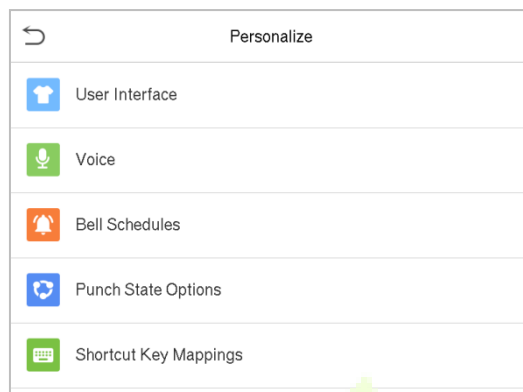 Personalize
User Interface
Voice
Bell Schedules
Punch State Options
Shortcut Key Mappings